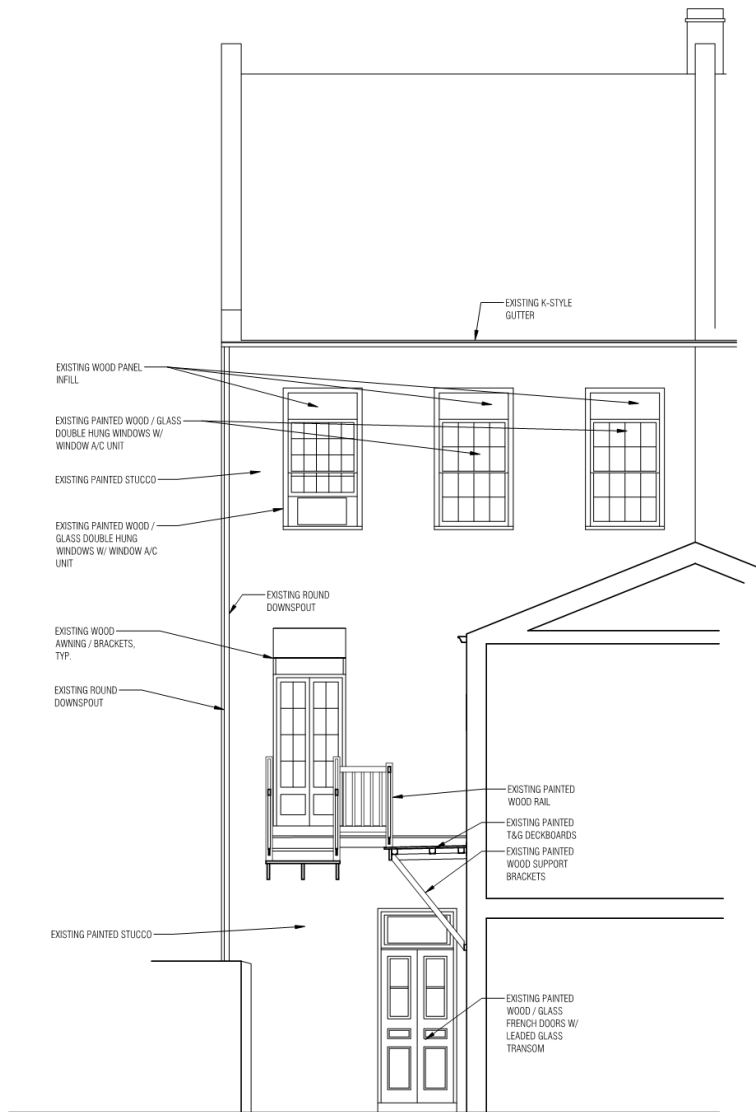 EXISTING K-STYLE
GUTTER
EXISTING WOOD PANEL
INFILL
EXISTING PAINTED WOOD / GLASS
DOUBLE HUNG WINDOWS W/
WINDOW A/C UNIT
EXISTING PAINTED STUCCO
EXISTING PAINTED WOOD /
GLASS DOUBLE HUNG
WINDOWS W/ WINDOW A/C
UNIT
EXISTING ROUND
DOWNSPOUT
EXISTING WOOD
AWNING / BRACKETS,
TYP.
EXISTING ROUND
DOWNSPOUT
EXISTING PAINTED
WOOD RAIL
EXISTING PAINTED
T&G DECKBOARDS
EXISTING PAINTED
WOOD SUPPORT
BRACKETS
EXISTING PAINTED STUCCO
EXISTING PAINTED
WOOD / GLASS
FRENCH DOORS W/
LEADED GLASS
TRANSOM